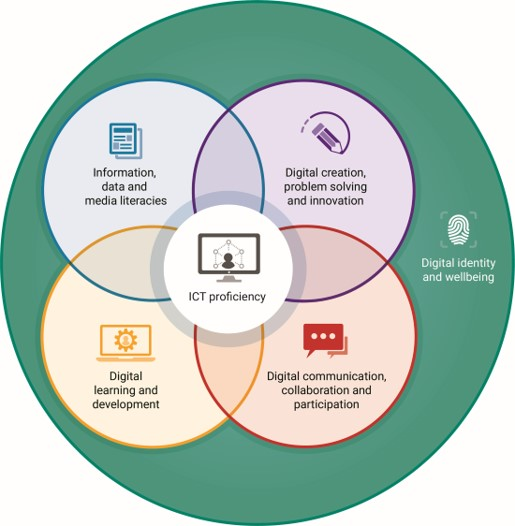 Information,
data and
media literacies
Digital creation,
problem solving
and innovation
Digital identity
and wellbeing
ICT proficiency
Digital
learning and
development
Digital communication,
collaboration and
participation